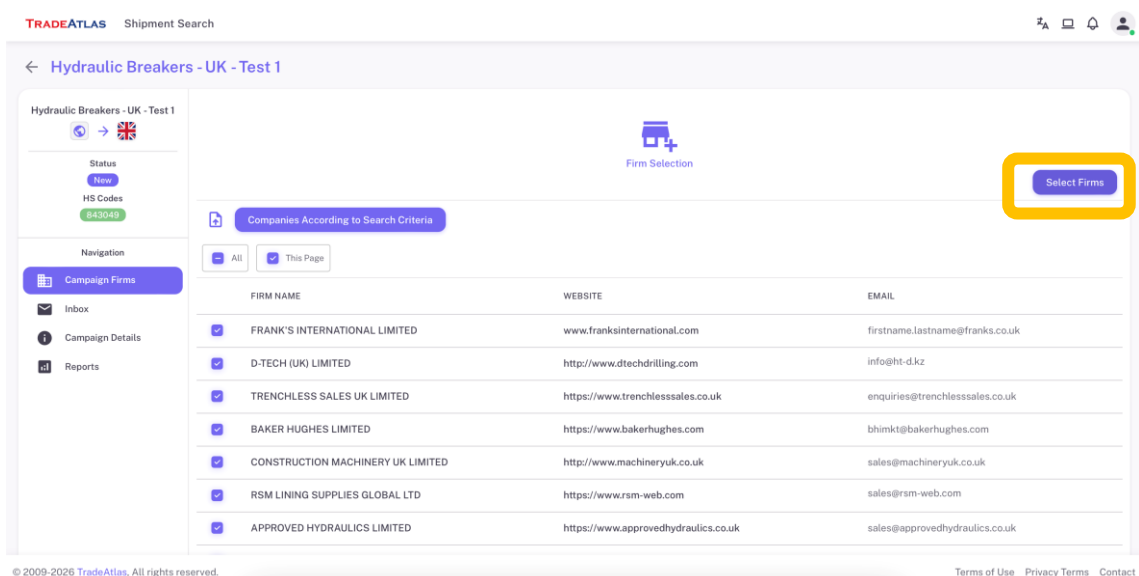 TRADEATLAS Shipment Search
Hydraulic Breakers - UK - Test 1
Hydraulic Breakers - UK - Test 1
Status
New
HS Codes
843049
Navigation
Campaign Firms
Inbox
Campaign Details
Reports
Firm Selection
Select Firms
Companies According to Search Criteria
All This Page
FIRM NAME WEBSITE EMAIL
FRANK'S INTERNATIONAL LIMITED www.franksinternational.com firstname.lastname@franks.co.uk
D-TECH (UK) LIMITED http://www.dtechdrilling.com info@ht-d.kz
TRENCHLESS SALES UK LIMITED https://www.trenchlesssales.co.uk enquiries@trenchlesssales.co.uk
BAKER HUGHES LIMITED https://www.bakerhughes.com bhimkt@bakerhughes.com
CONSTRUCTION MACHINERY UK LIMITED http://www.machineryuk.co.uk sales@machineryuk.co.uk
RSM LINING SUPPLIES GLOBAL LTD https://www.rsm-web.com sales@rsm-web.com
APPROVED HYDRAULICS LIMITED https://www.approvedhydraulics.co.uk sales@approvedhydraulics.co.uk
© 2009-2026 TradeAtlas, All rights reserved. Terms of Use Privacy Terms Contact